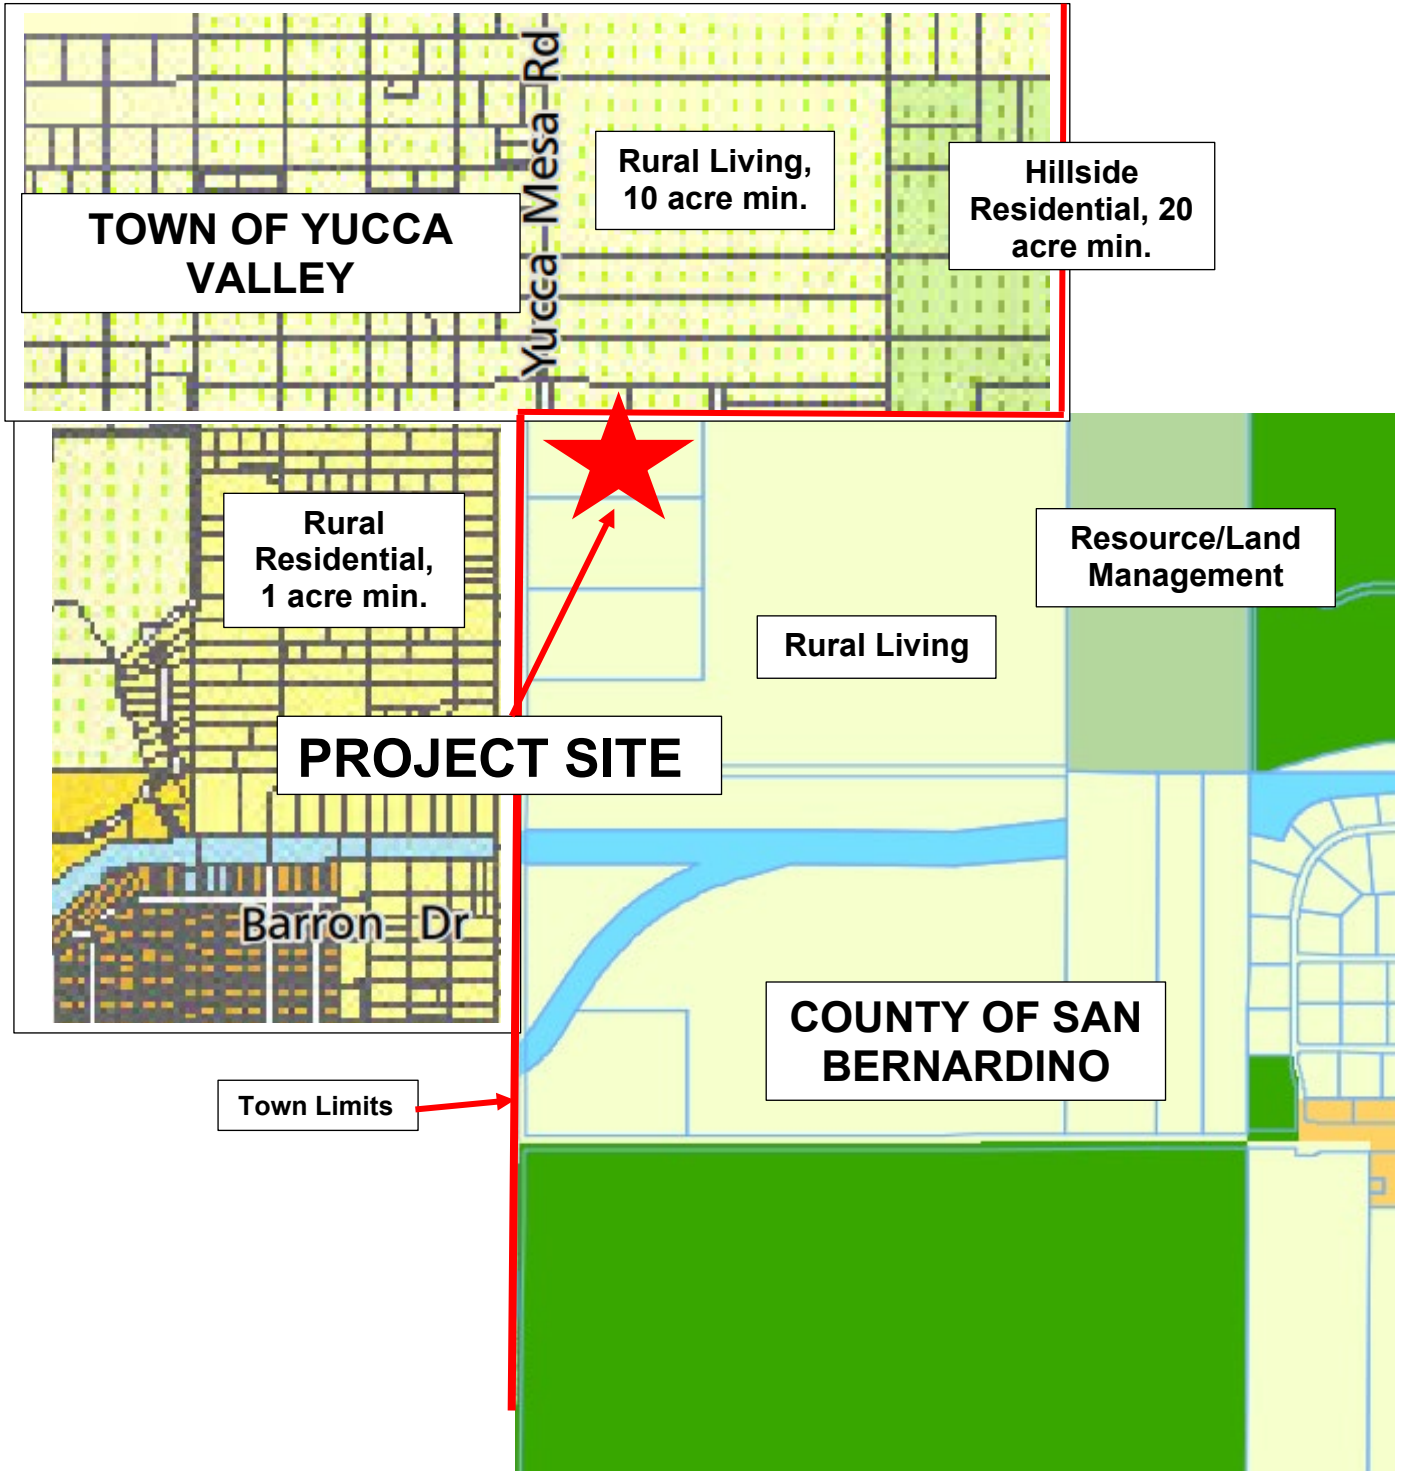 Yucca Mesa Rd
Rural Living,
10 acre min.
Hillside
Residential, 20
acre min.
TOWN OF YUCCA
VALLEY
Rural
Residential,
1 acre min.
Resource/Land
Management
Rural Living
PROJECT SITE
Barron Dr
COUNTY OF SAN
BERNARDINO
Town Limits